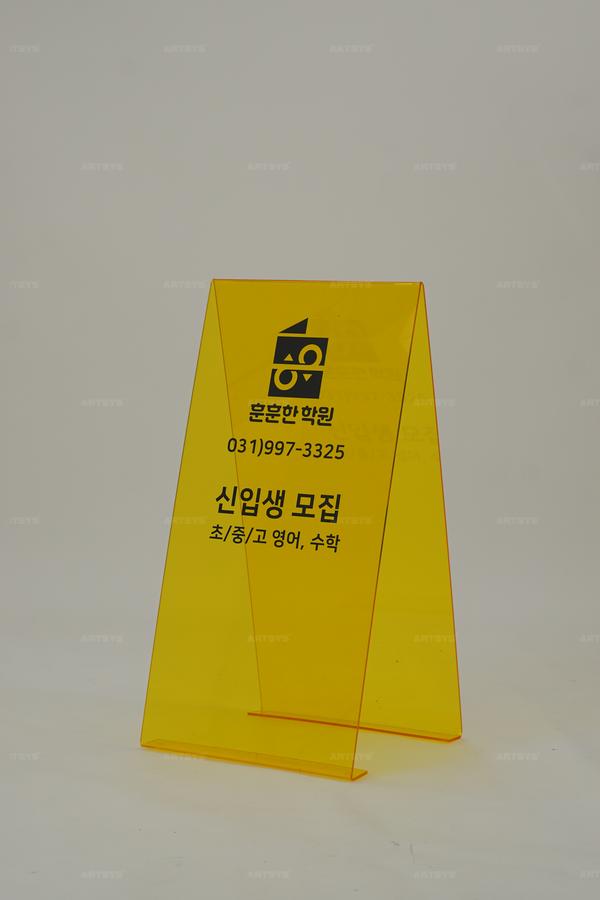 훈훈한 학원
031)997-3325
신입생 모집
초/중/고 영어, 수학
ARTSYS